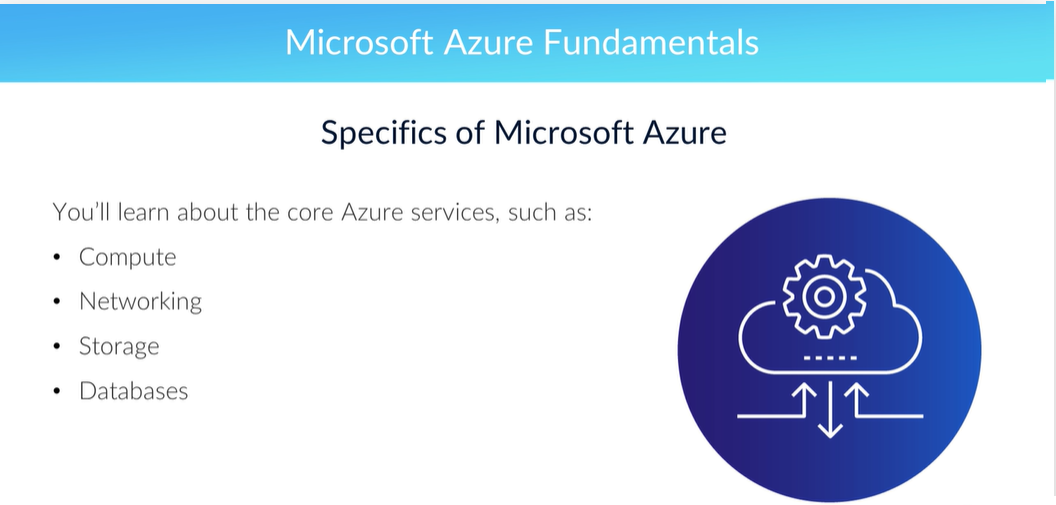 Microsoft Azure Fundamentals
Specifics of Microsoft Azure
You'll learn about the core Azure services, such as:
• Compute
• Networking
• Storage
• Databases